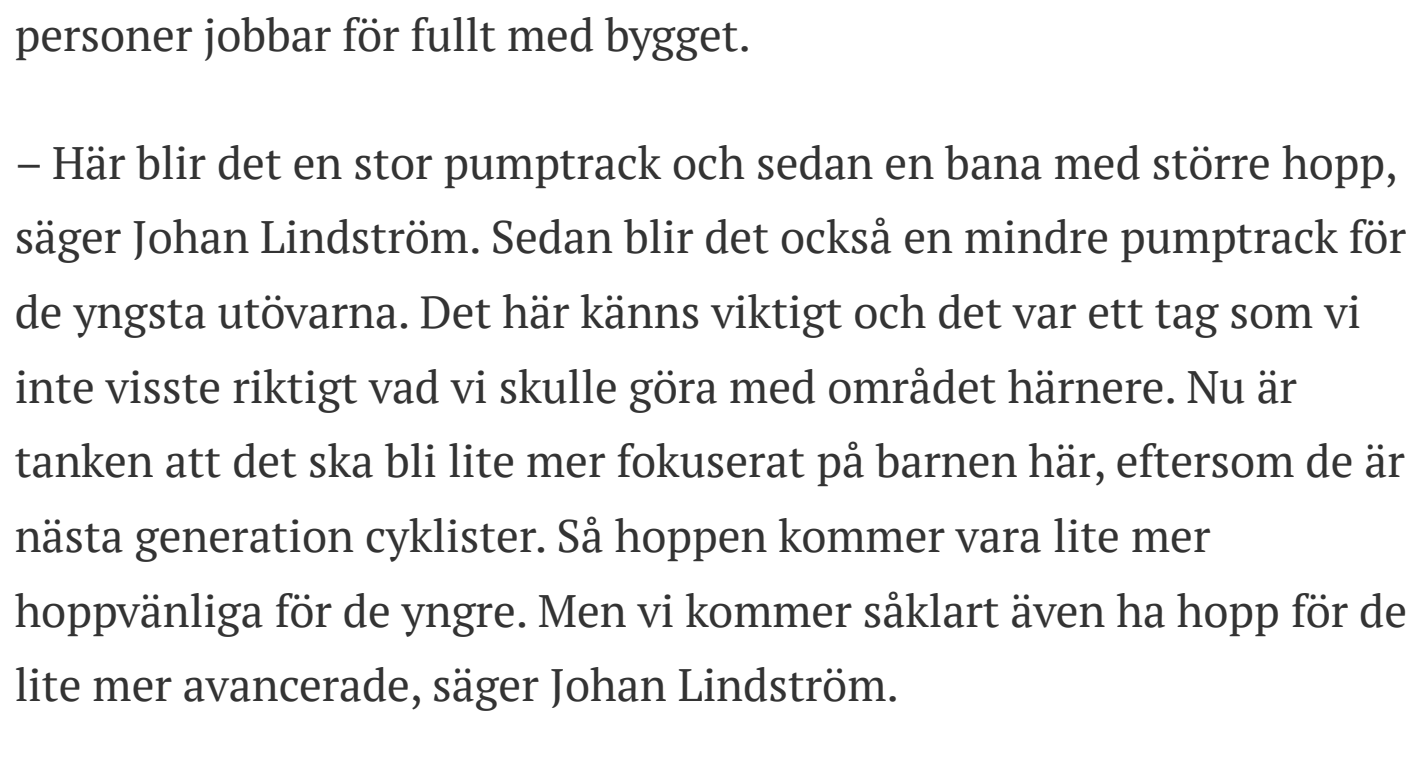 personer jobbar för fullt med bygget.
– Här blir det en stor pumptrack och sedan en bana med större hopp,
säger Johan Lindström. Sedan blir det också en mindre pumptrack för
de yngsta utövarna. Det här känns viktigt och det var ett tag som vi
inte visste riktigt vad vi skulle göra med området härnere. Nu är
tanken att det ska bli lite mer fokuserat på barnen här, eftersom de är
nästa generation cyklister. Så hoppen kommer vara lite mer
hoppvänliga för de yngre. Men vi kommer såklart även ha hopp för de
lite mer avancerade, säger Johan Lindström.